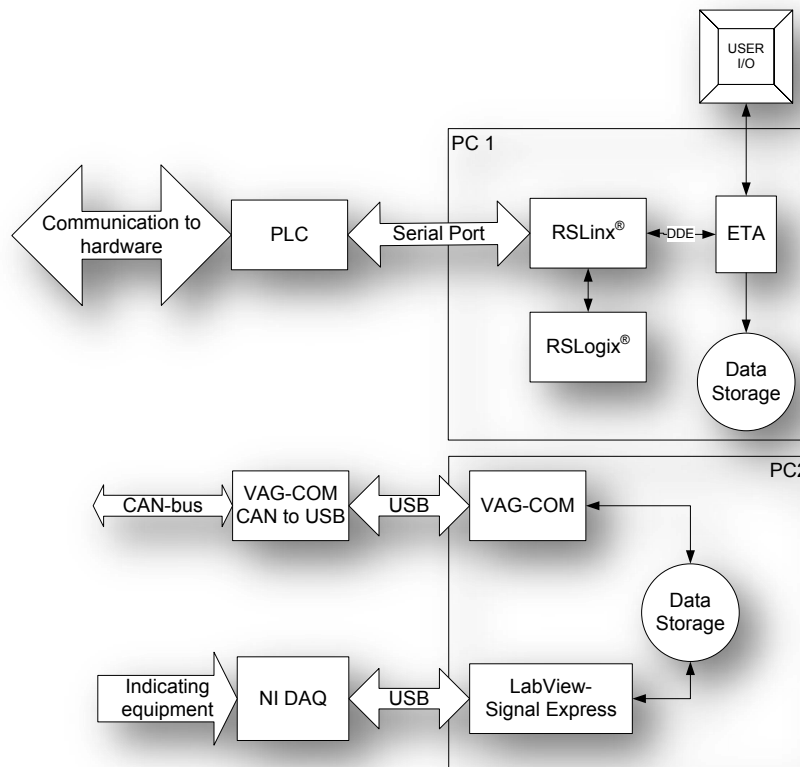 USER
I/O
PC 1
Communication to
hardware
PLC
Serial Port
RSLinx®
DDE
ETA
RSLogix®
Data
Storage
PC2
CAN-bus
VAG-COM
CAN to USB
USB
VAG-COM
Data
Storage
Indicating
equipment
NI DAQ
USB
LabView-
Signal Express